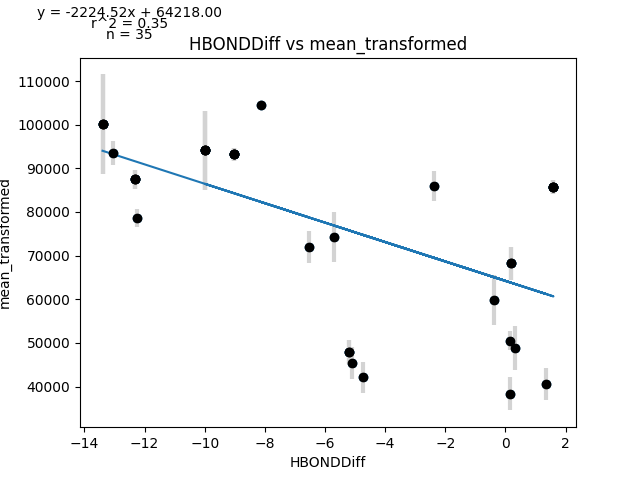 y = -2224.52x + 64218.00
r^2 = 0.35
n = 35
HBONDDiff vs mean_transformed
110000
100000
90000
80000
70000
60000
50000
40000
mean_transformed
−14 −12 −10 −8 −6 −4 −2 0 2
HBONDDiff